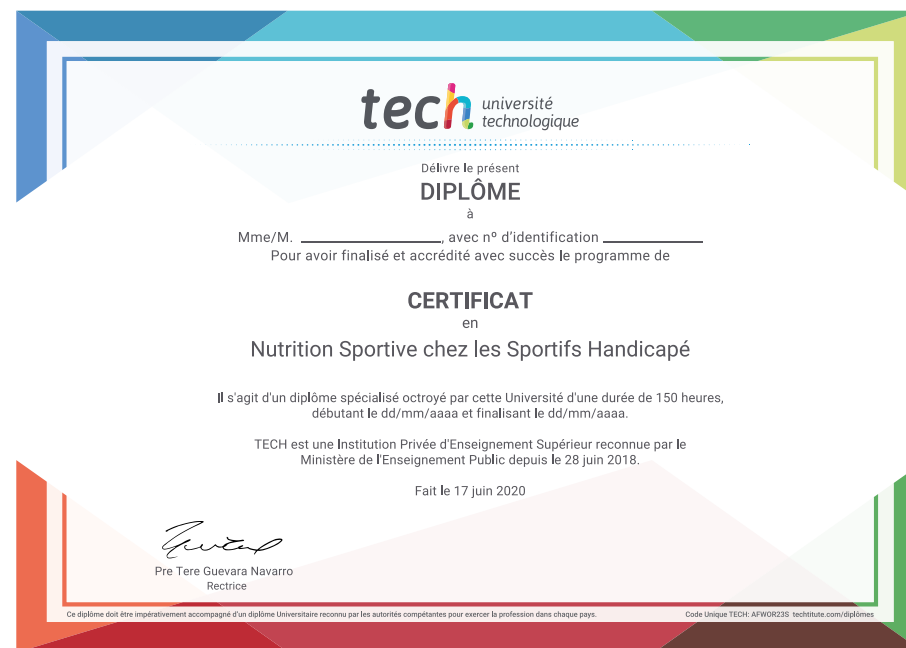 tech université
technologique
Délivre le présent
DIPLÔME
à
Mme/M. ____________________, avec nº d'identification ______________
Pour avoir finalisé et accrédité avec succès le programme de
CERTIFICAT
en
Nutrition Sportive chez les Sportifs Handicapé
Il s'agit d'un diplôme spécialisé octroyé par cette Université d'une durée de 150 heures,
débutant le dd/mm/aaaa et finalisant le dd/mm/aaaa.
TECH est une Institution Privée d'Enseignement Supérieur reconnue par le
Ministère de l'Enseignement Public depuis le 28 juin 2018.
Fait le 17 juin 2020
Pre Tere Guevara Navarro
Rectrice
Ce diplôme doit être impérativement accompagné d'un diplôme Universitaire reconnu par les autorités compétantes pour exercer la profession dans chaque pays. Code Unique TECH: AFWOR23S techtitute.com/diplômes